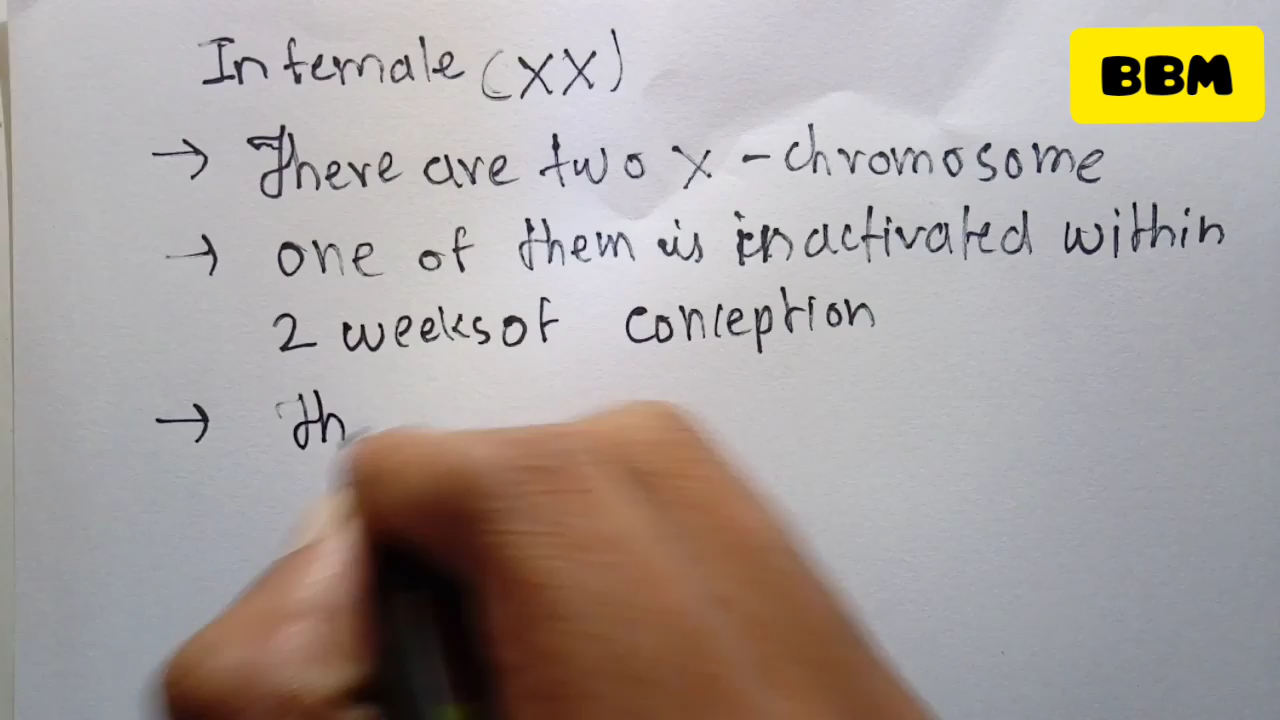 In female (XX)
BBM
→ There are two X - chromosome
→ one of them is inactivated within
2 weeks of conception
→ Th